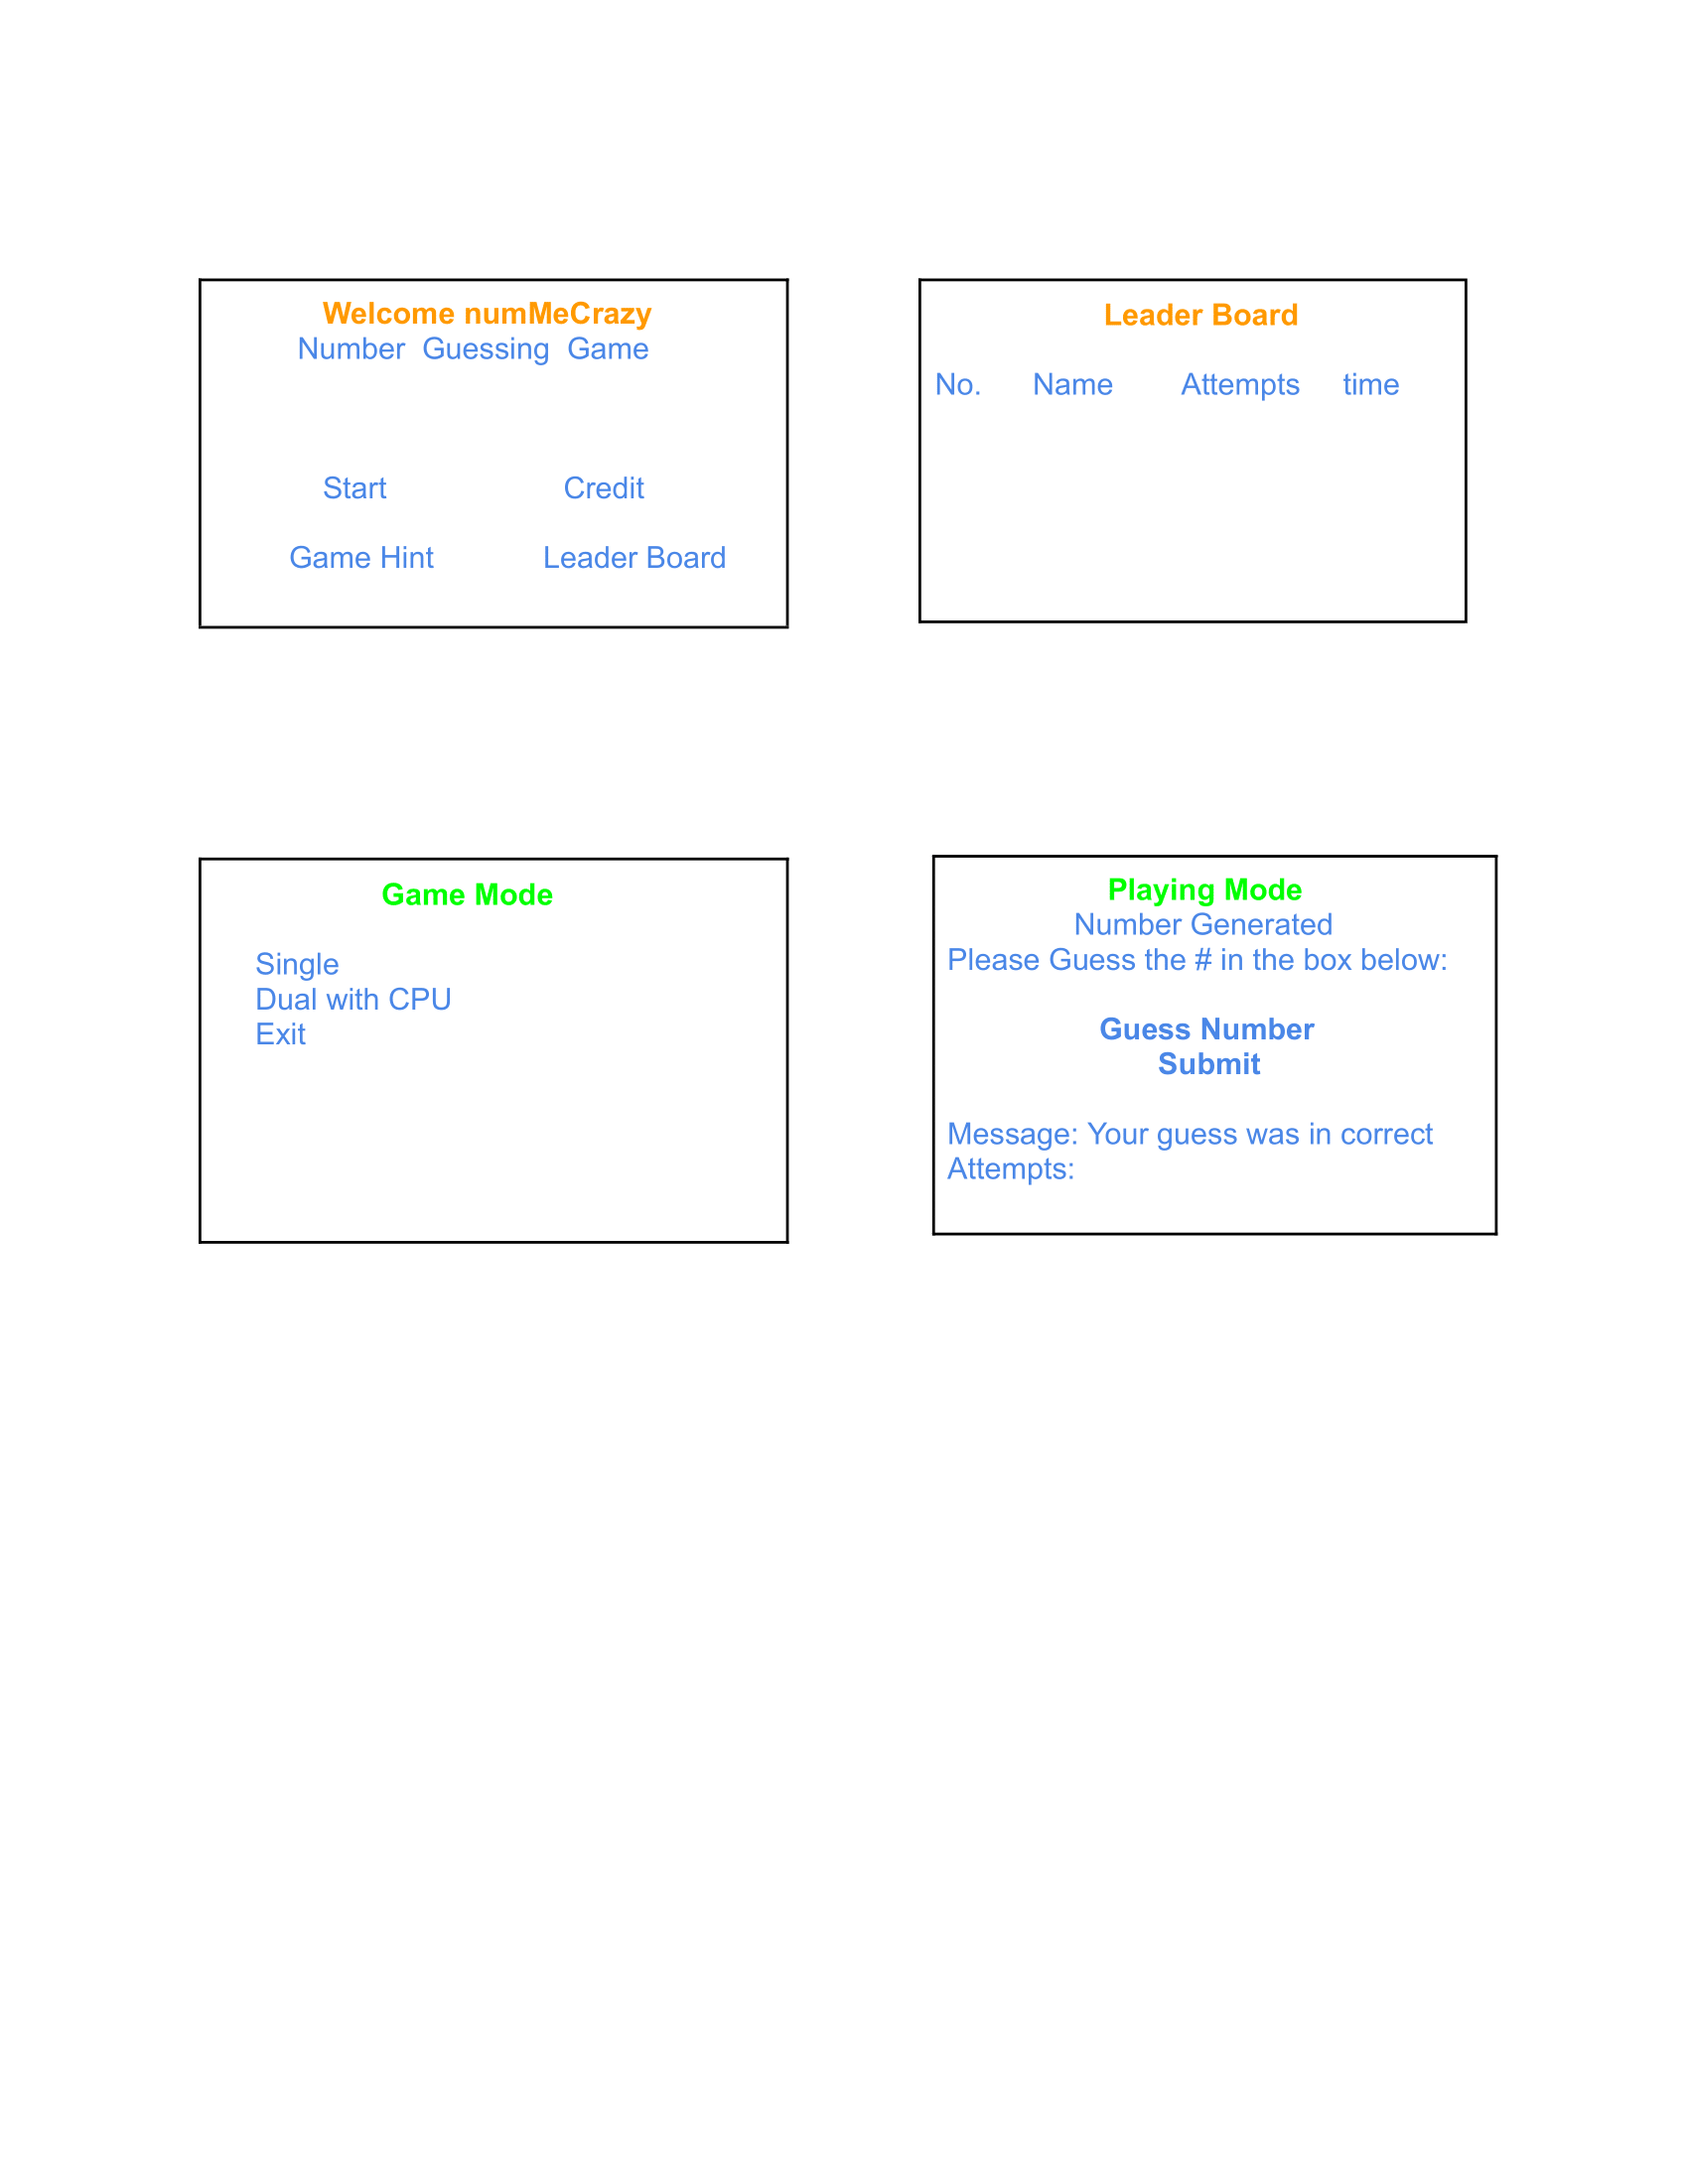 Welcome numMeCrazy
Number Guessing Game
Start Credit
Game Hint Leader Board
Leader Board
No. Name Attempts time
Game Mode
Single
Dual with CPU
Exit
Playing Mode
Number Generated
Please Guess the # in the box below:
Guess Number
Submit
Message: Your guess was in correct
Attempts: